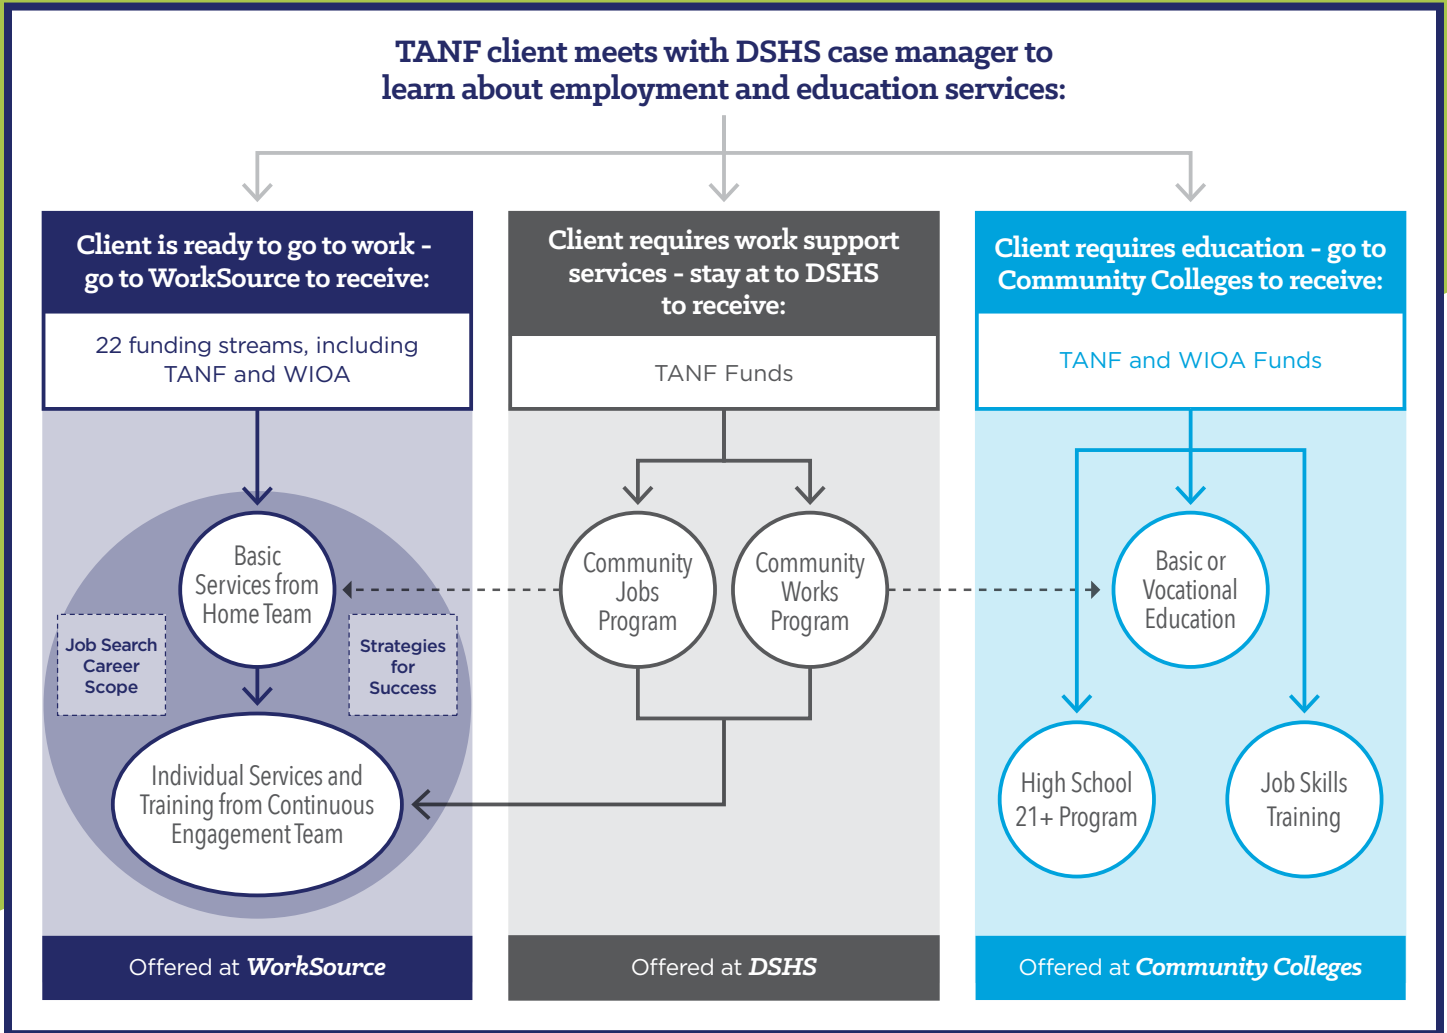 TANF client meets with DSHS case manager to
learn about employment and education services:
Client is ready to go to work -
go to WorkSource to receive:
22 funding streams, including
TANF and WIOA
Basic
Services from
Home Team
Job Search
Career
Scope
Strategies
for
Success
Individual Services and
Training from Continuous
Engagement Team
Offered at WorkSource
Client requires work support
services - stay at to DSHS
to receive:
TANF Funds
Community
Jobs
Program
Community
Works
Program
Offered at DSHS
Client requires education - go to
Community Colleges to receive:
TANF and WIOA Funds
Basic or
Vocational
Education
High School
21+ Program
Job Skills
Training
Offered at Community Colleges